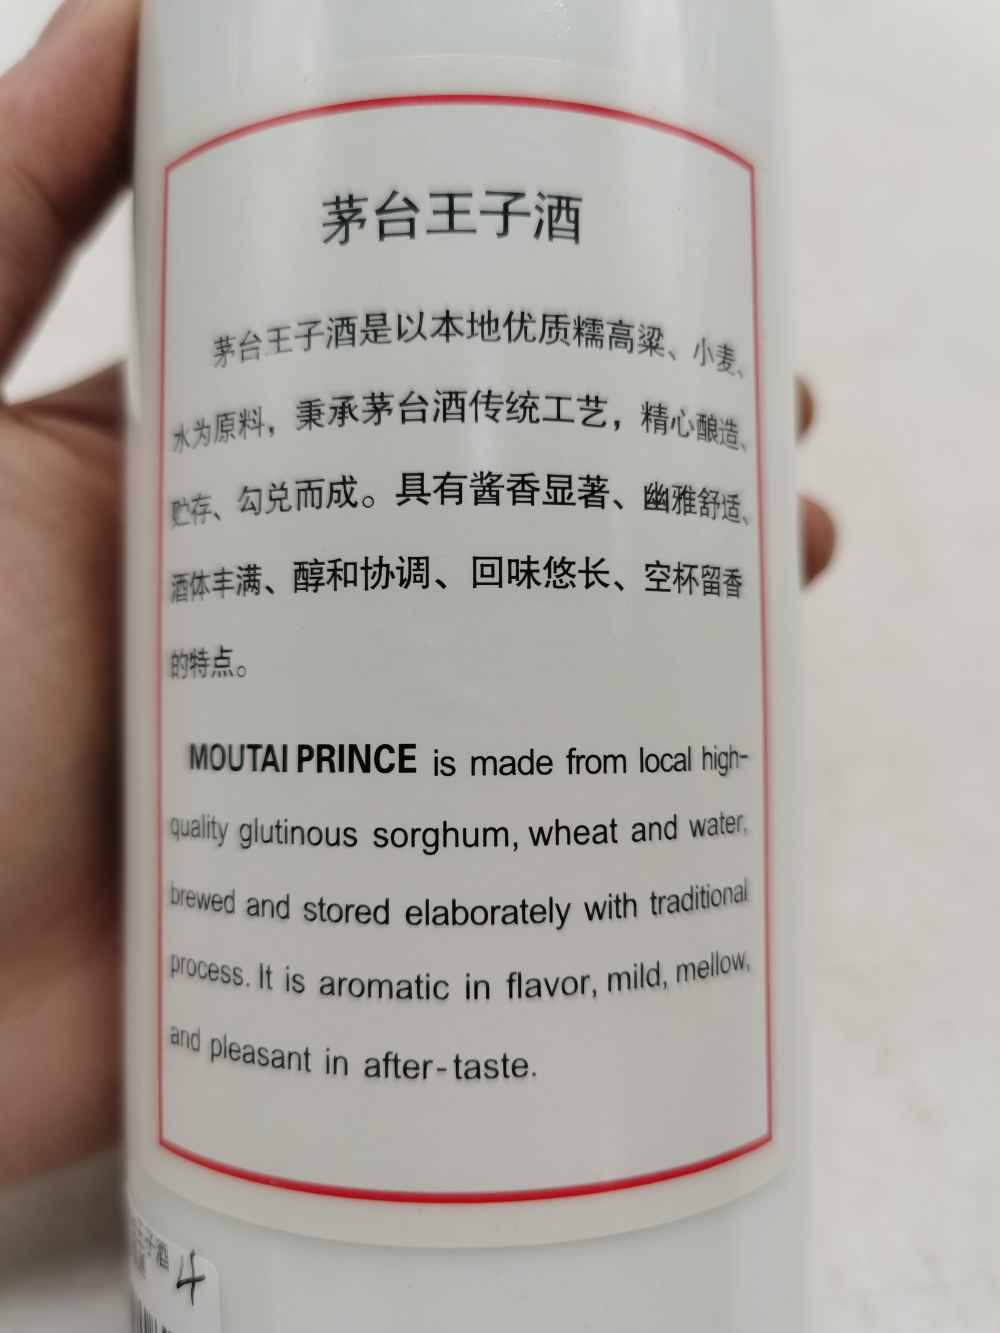 茅台王子酒
茅台王子酒是以本地优质糯高粱、小麦、
水为原料，秉承茅台酒传统工艺，精心酿造、
贮存、勾兑而成。具有酱香显著、幽雅舒适、
酒体丰满、醇和协调、回味悠长、空杯留香
的特点。
MOUTAI PRINCE is made from local high-
quality glutinous sorghum, wheat and water,
brewed and stored elaborately with traditional
process. It is aromatic in flavor, mild, mellow,
and pleasant in after-taste.
王子酒
4